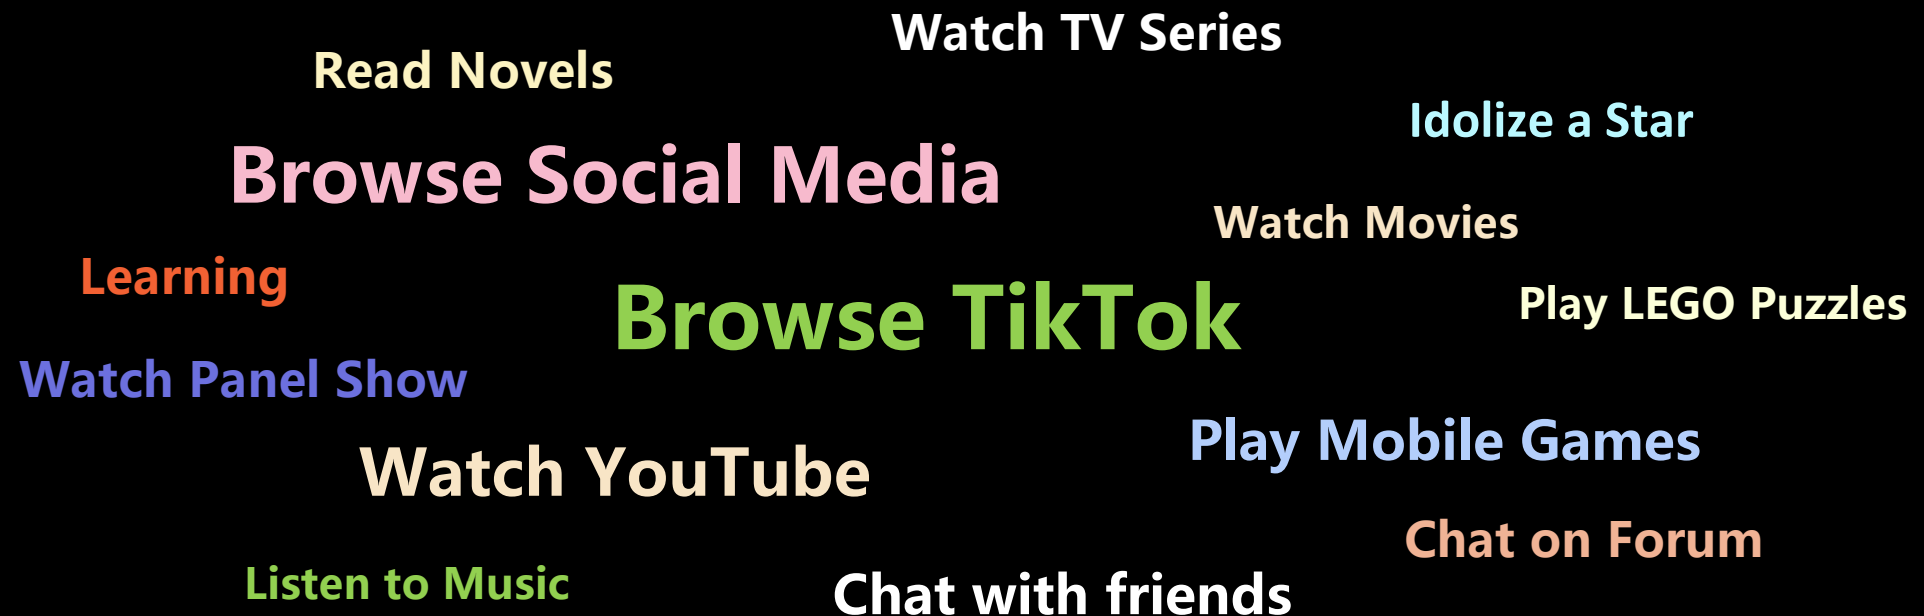 Watch TV Series
Read Novels
Idolize a Star
Browse Social Media
Watch Movies
Learning
Browse TikTok
Play LEGO Puzzles
Watch Panel Show
Play Mobile Games
Watch YouTube
Chat on Forum
Listen to Music
Chat with friends